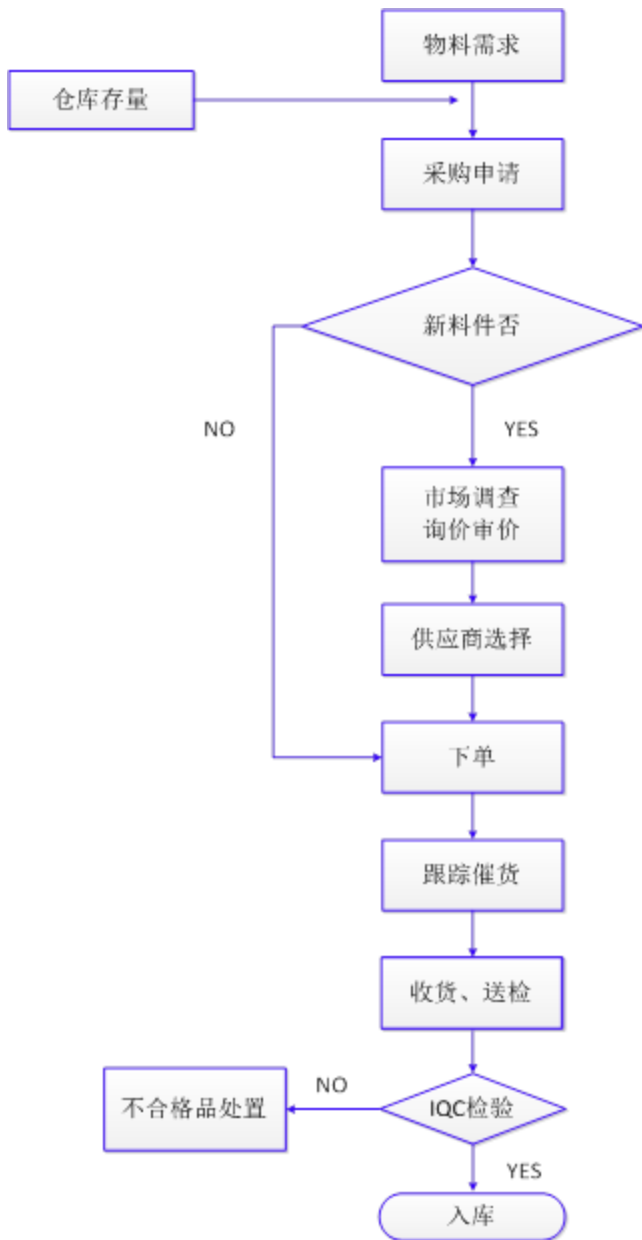 物料需求
仓库存量
采购申请
新料件否
NO
YES
市场调查
询价审价
供应商选择
下单
跟踪催货
收货、送检
NO
不合格品处置
IQC检验
YES
入库